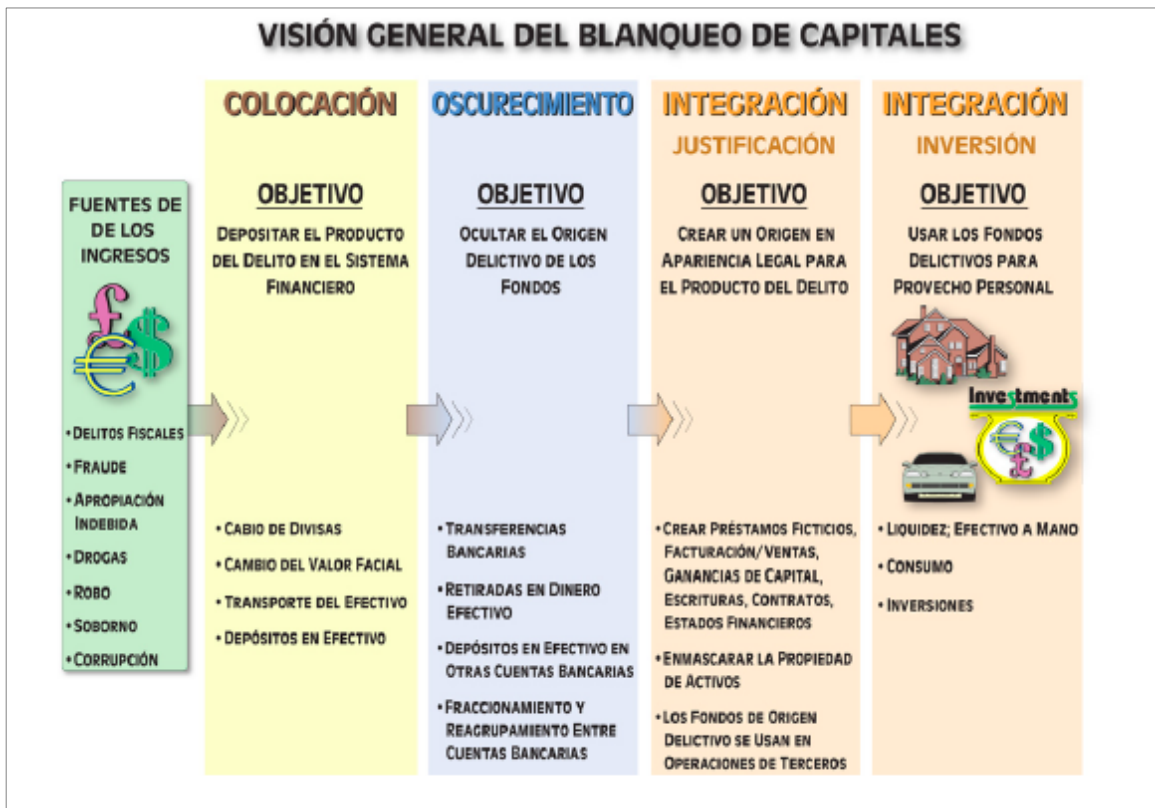 VISIÓN GENERAL DEL BLANQUEO DE CAPITALES
FUENTES DE
DE LOS
INGRESOS
• DELITOS FISCALES
• FRAUDE
• APROPIACIÓN
INDEBIDA
• DROGAS
• ROBO
• SOBORNO
• CORRUPCIÓN
COLOCACIÓN
OBJETIVO
DEPOSITAR EL PRODUCTO
DEL DELITO EN EL SISTEMA
FINANCIERO
• CABIO DE DIVISAS
• CAMBIO DEL VALOR FACIAL
• TRANSPORTE DEL EFECTIVO
• DEPÓSITOS EN EFECTIVO
OSCURECIMIENTO
OBJETIVO
OCULTAR EL ORIGEN
DELICTIVO DE LOS
FONDOS
• TRANSFERENCIAS
BANCARIAS
• RETIRADAS EN DINERO
EFECTIVO
• DEPÓSITOS EN EFECTIVO EN
OTRAS CUENTAS BANCARIAS
• FRACCIONAMIENTO Y
REAGRUPAMIENTO ENTRE
CUENTAS BANCARIAS
INTEGRACIÓN
JUSTIFICACIÓN
OBJETIVO
CREAR UN ORIGEN EN
APARIENCIA LEGAL PARA
EL PRODUCTO DEL DELITO
• CREAR PRÉSTAMOS FICTICIOS,
FACTURACIÓN/VENTAS,
GANANCIAS DE CAPITAL,
ESCRITURAS, CONTRATOS,
ESTADOS FINANCIEROS
• ENMASCARAR LA PROPIEDAD
DE ACTIVOS
• LOS FONDOS DE ORIGEN
DELICTIVO SE USAN EN
OPERACIONES DE TERCEROS
INTEGRACIÓN
INVERSIÓN
OBJETIVO
USAR LOS FONDOS
DELICTIVOS PARA
PROVECHO PERSONAL
Investments
• LIQUIDEZ; EFECTIVO A MANO
• CONSUMO
• INVERSIONES